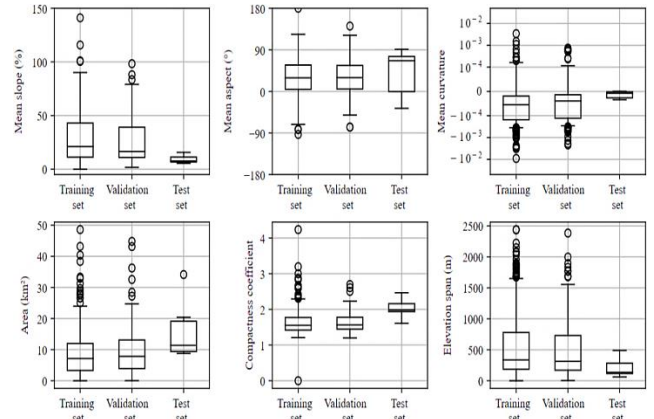 Mean slope (%)
150
100
50
0
Training set
Validation set
Test set
Mean aspect (°)
180
90
0
−90
−180
Training set
Validation set
Test set
Mean curvature
10⁻²
10⁻³
10⁻⁴
0
−10⁻⁴
−10⁻³
−10⁻²
Training set
Validation set
Test set
Area (km²)
50
40
30
20
10
0
Training set
Validation set
Test set
Compactness coefficient
4
3
2
1
0
Training set
Validation set
Test set
Elevation span (m)
2500
2000
1500
1000
500
0
Training set
Validation set
Test set